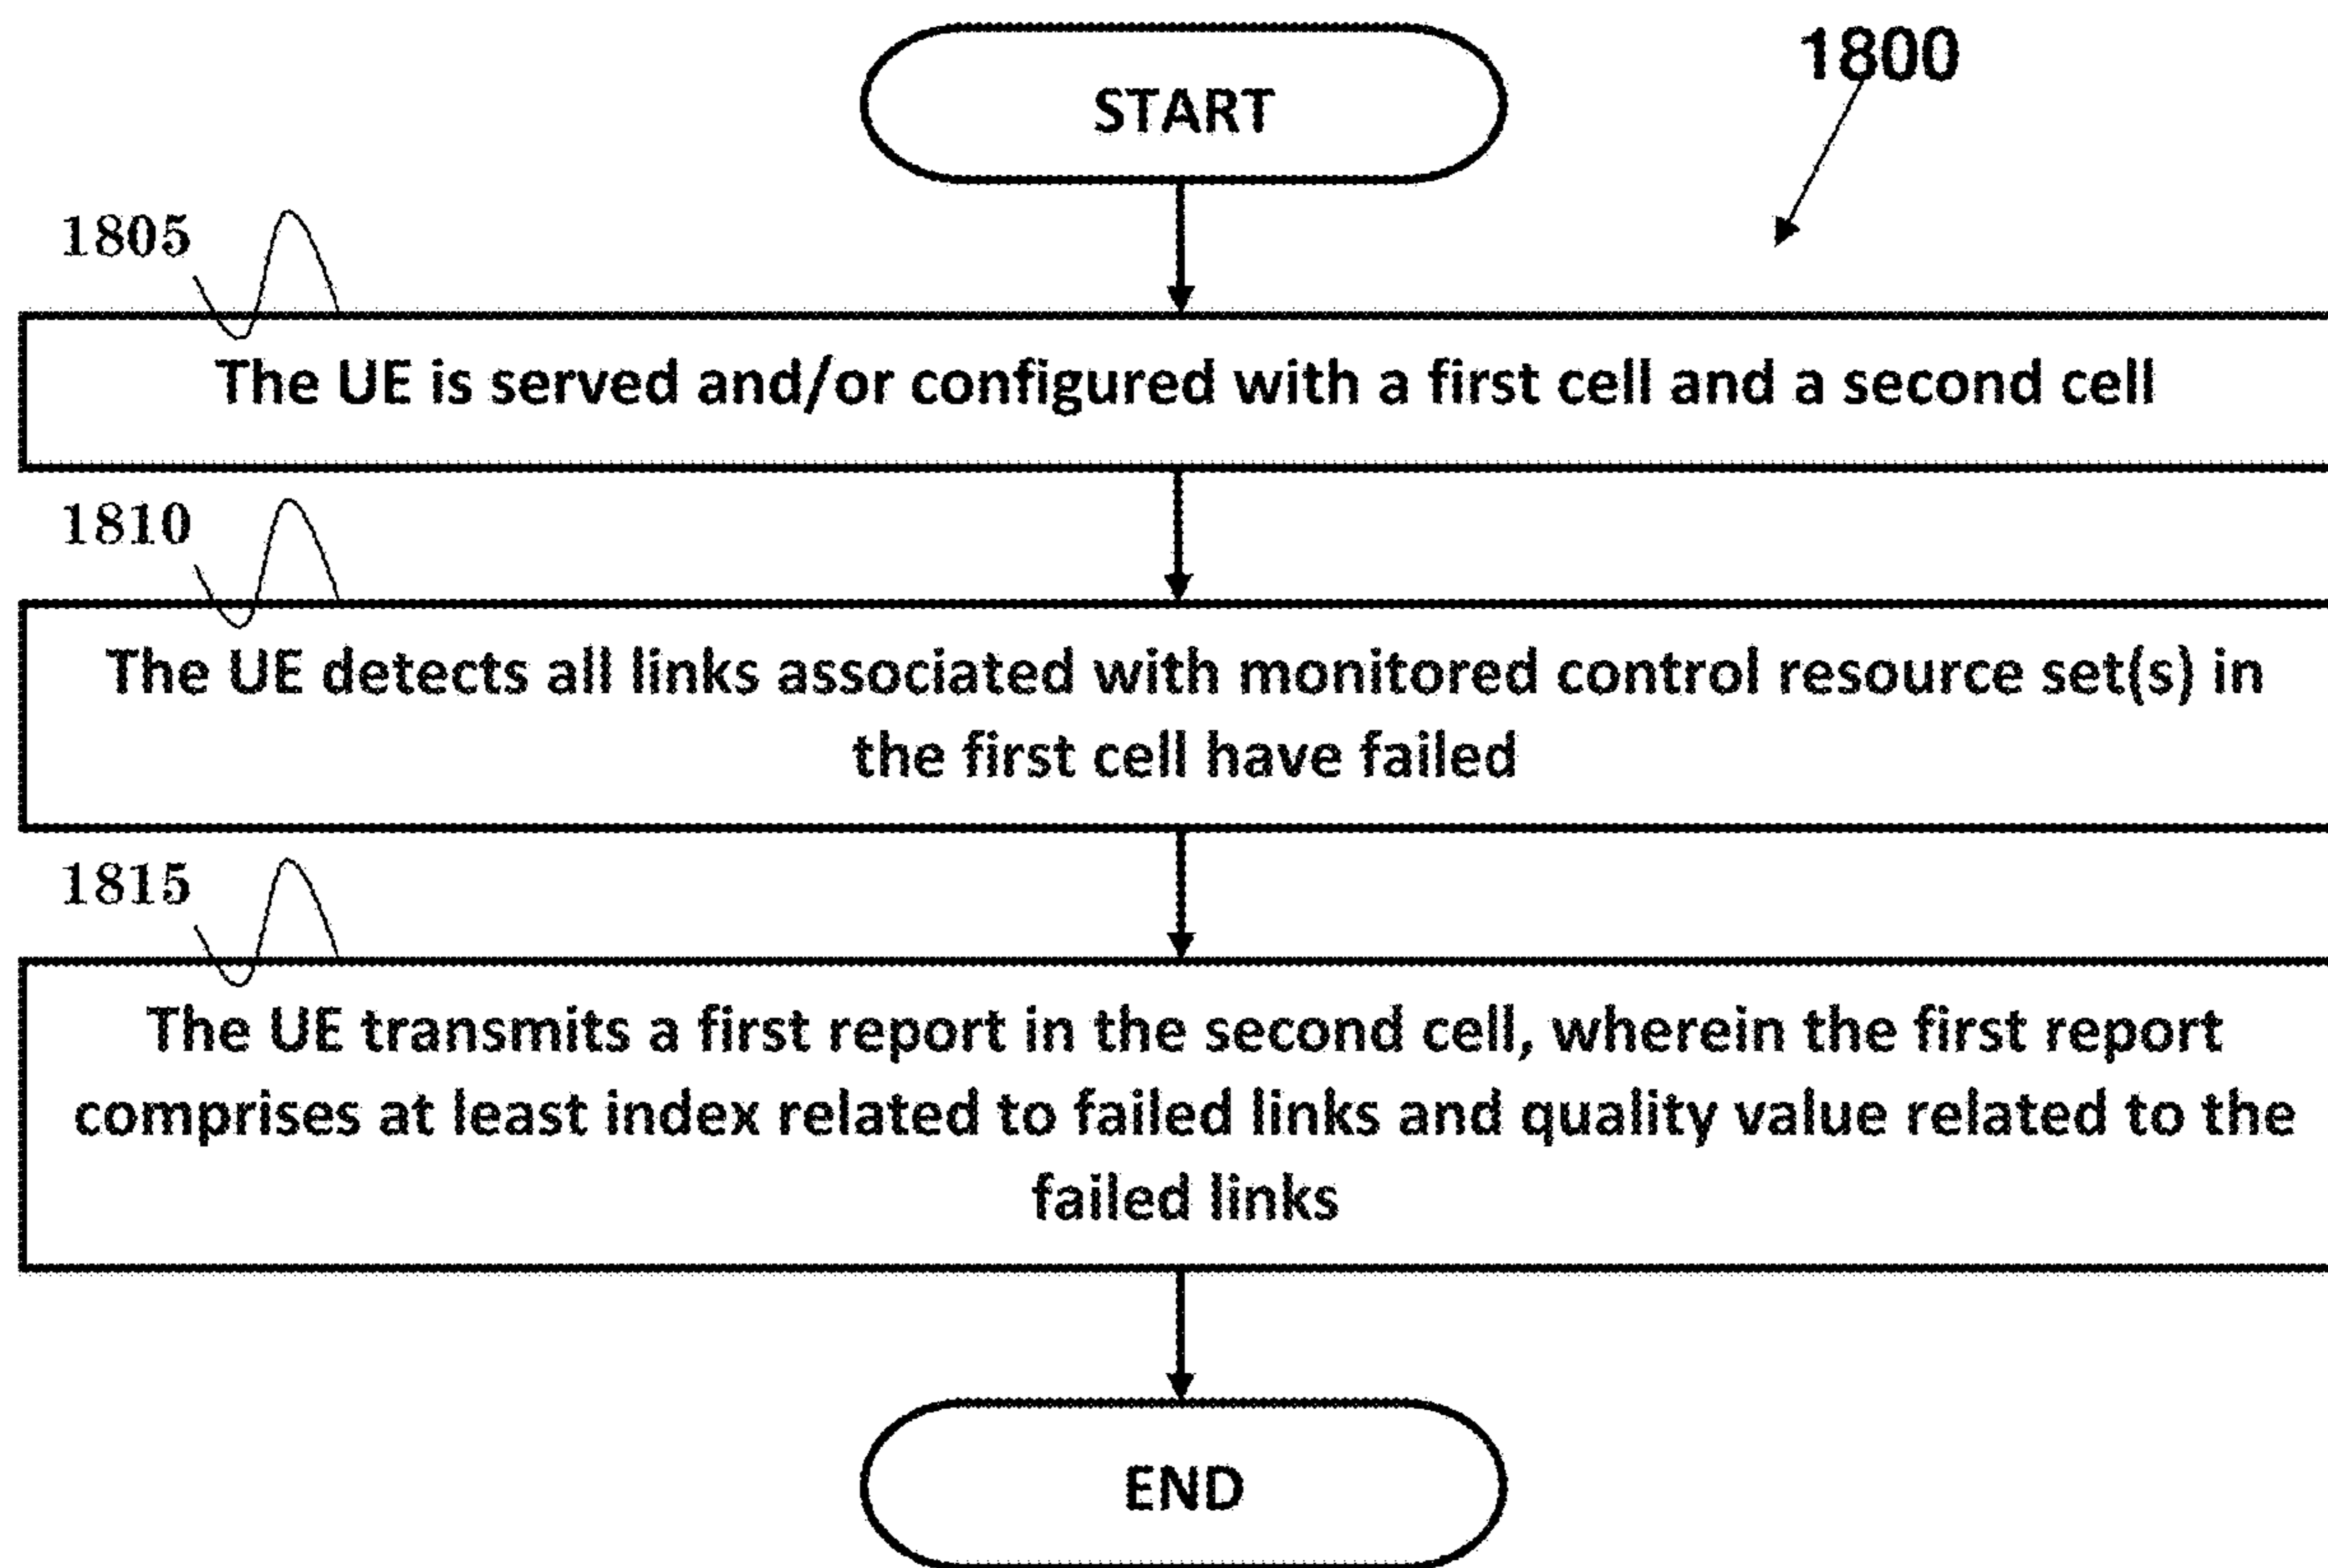 START
1800
1805
The UE is served and/or configured with a first cell and a second cell
1810
The UE detects all links associated with monitored control resource set(s) in
the first cell have failed
1815
The UE transmits a first report in the second cell, wherein the first report
comprises at least index related to failed links and quality value related to the
failed links
END